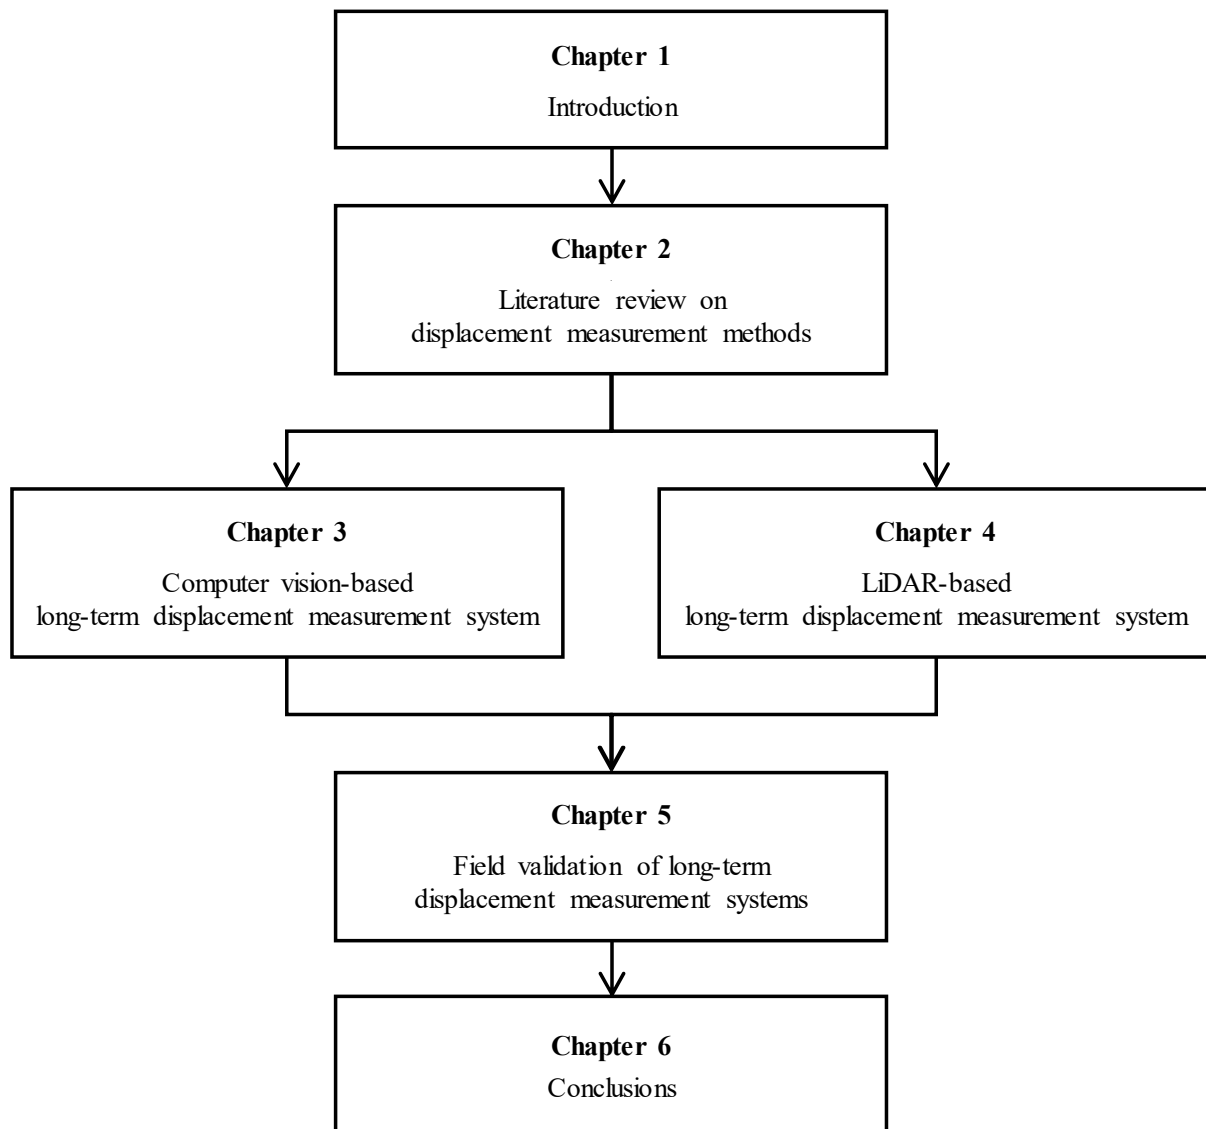 Chapter 1
Introduction
Chapter 2
Literature review on
displacement measurement methods
Chapter 3
Computer vision-based
long-term displacement measurement system
Chapter 4
LiDAR-based
long-term displacement measurement system
Chapter 5
Field validation of long-term
displacement measurement systems
Chapter 6
Conclusions